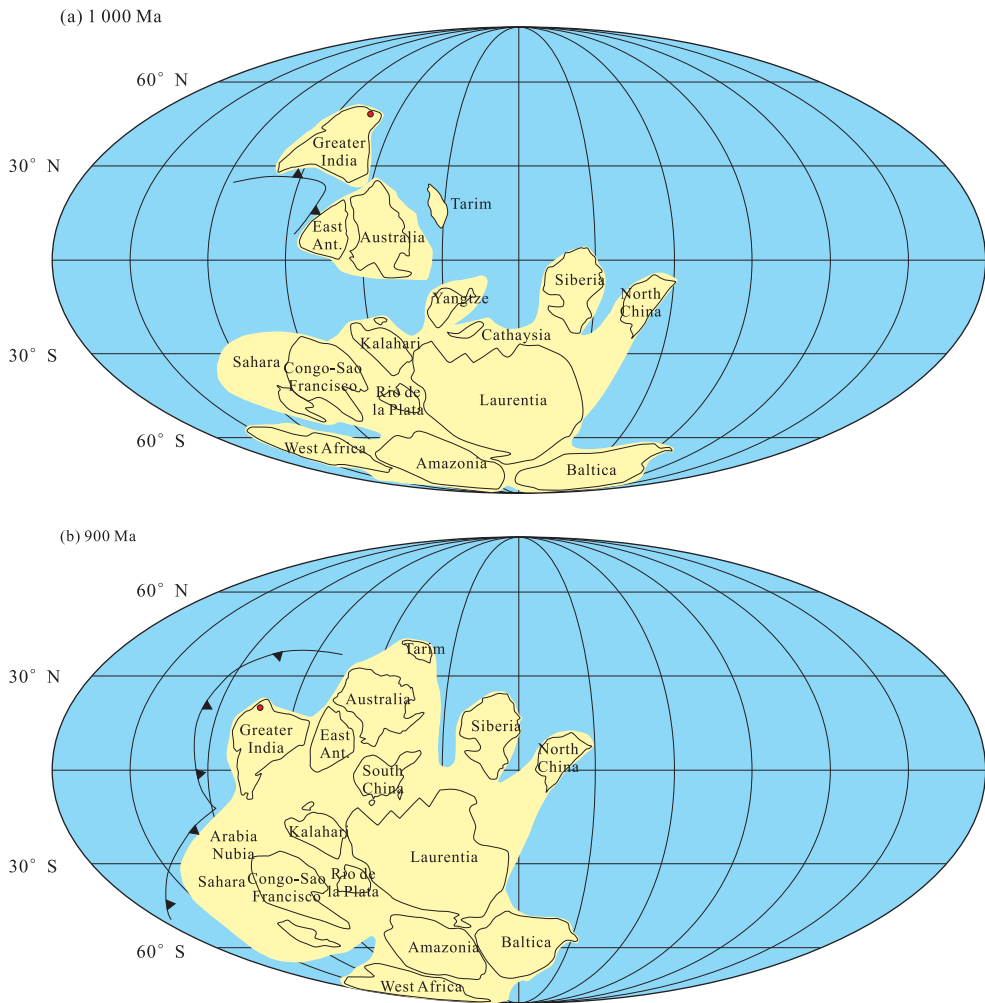 (a) 1 000 Ma
60° N
Greater
India
30° N
Tarim
East
Ant.
Australia
Siberia
Yangtze
North
China
Cathaysia
30° S
Kalahari
Sahara
Congo-Sao
Francisco
Rio de
la Plata
Laurentia
60° S
West Africa
Amazonia
Baltica
(b) 900 Ma
60° N
Tarim
30° N
Australia
Greater
India
East
Ant.
Siberia
North
China
South
China
Kalahari
Arabia
Nubia
Laurentia
30° S
Sahara
Congo-Sao
Francisco
Rio de
la Plata
60° S
Amazonia
Baltica
West Africa